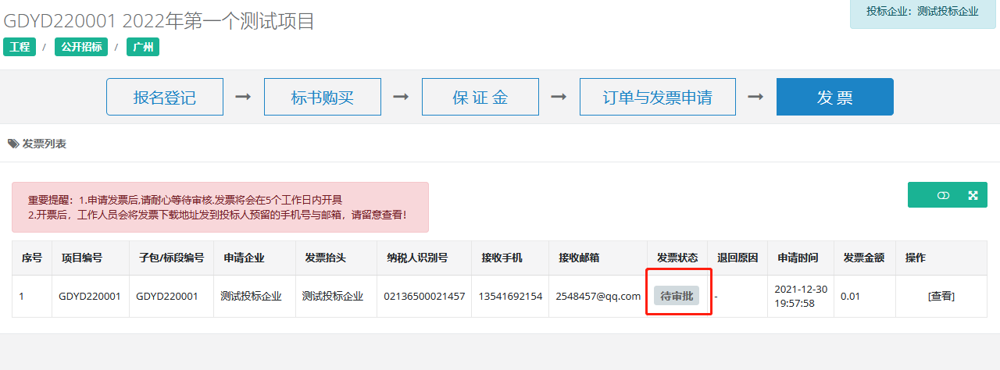 GDYD220001 2022年第一个测试项目
投标企业：测试投标企业
工程 / 公开招标 / 广州
报名登记 → 标书购买 → 保 证 金 → 订单与发票申请 → 发 票
发票列表
重要提醒：1.申请发票后,请耐心等待审核,发票将会在5个工作日内开具
2.开票后，工作人员会将发票下载地址发到投标人预留的手机号与邮箱，请留意查看！
序号 项目编号 子包/标段编号 申请企业 发票抬头 纳税人识别号 接收手机 接收邮箱 发票状态 退回原因 申请时间 发票金额 操作
1 GDYD220001 GDYD220001 测试投标企业 测试投标企业 02136500021457 13541692154 2548457@qq.com 待审批 - 2021-12-30 0.01 [查看]
19:57:58